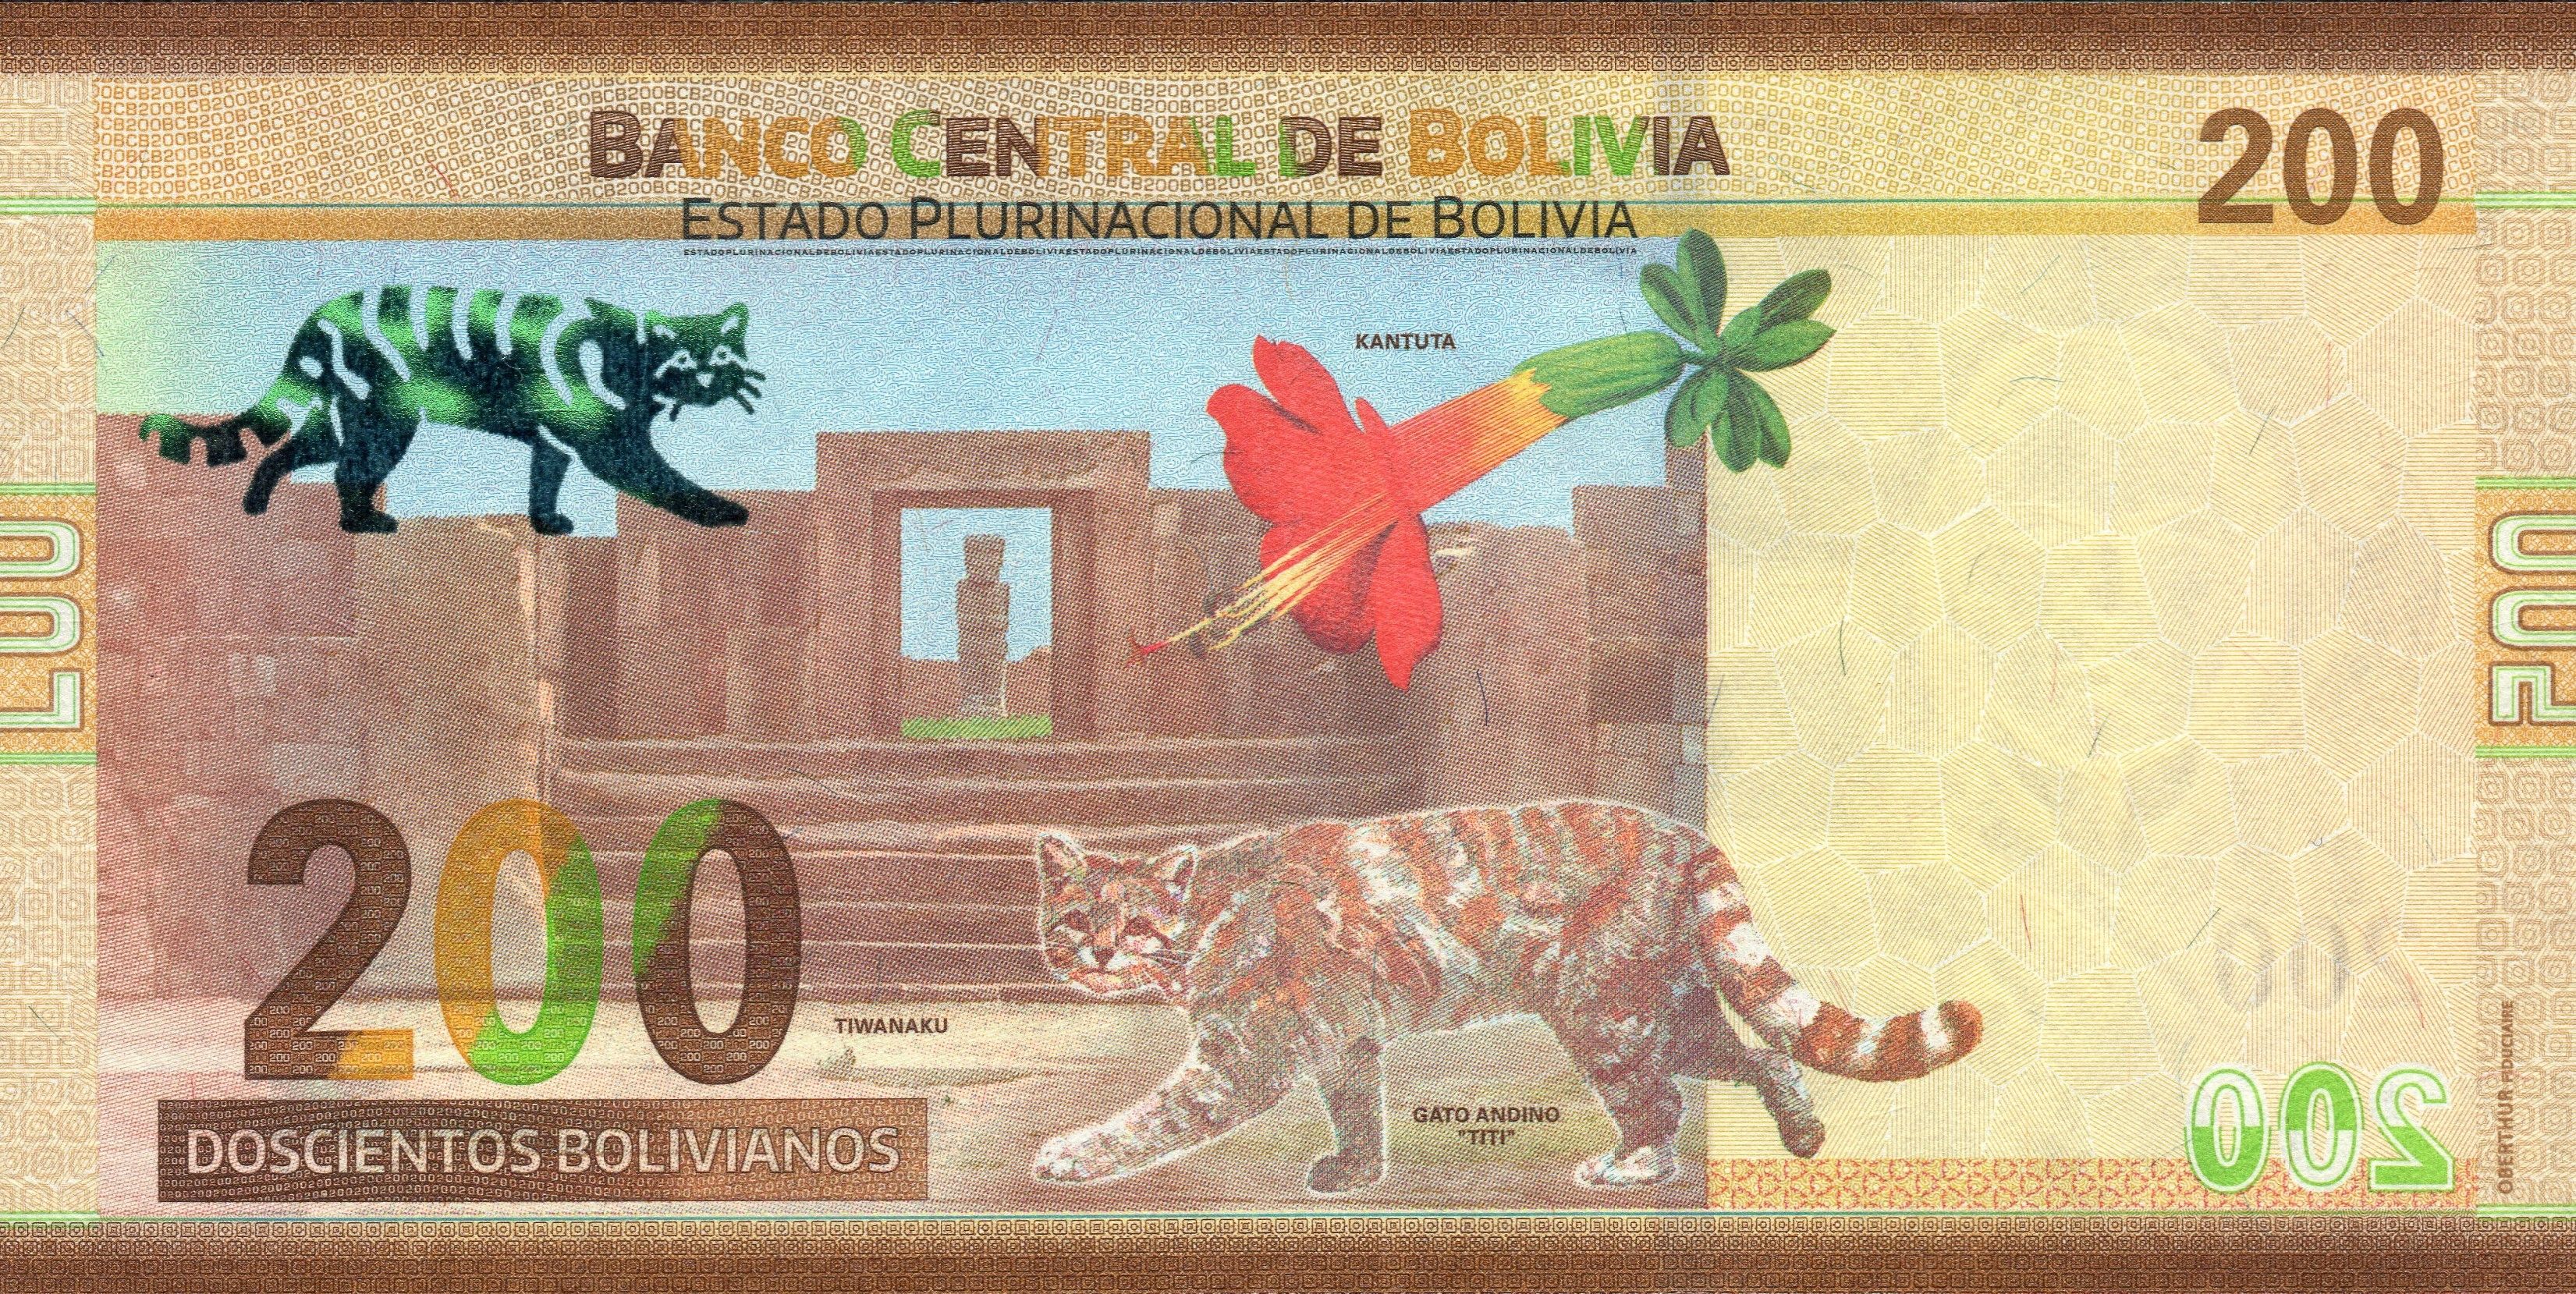 BANCO CENTRAL DE BOLIVIA
200
ESTADO PLURINACIONAL DE BOLIVIA
ESTADOPLURINACIONALDEBOLIVIAESTADOPLURINACIONALDEBOLIVIAESTADOPLURINACIONALDEBOLIVIAESTADOPLURINACIONALDEBOLIVIAESTADOPLURINACIONALDEBOLIVIA
KANTUTA
200
200
200
TIWANAKU
GATO ANDINO
"TITI"
DOSCIENTOS BOLIVIANOS
200
OBERTHUR FIDUCIAIRE